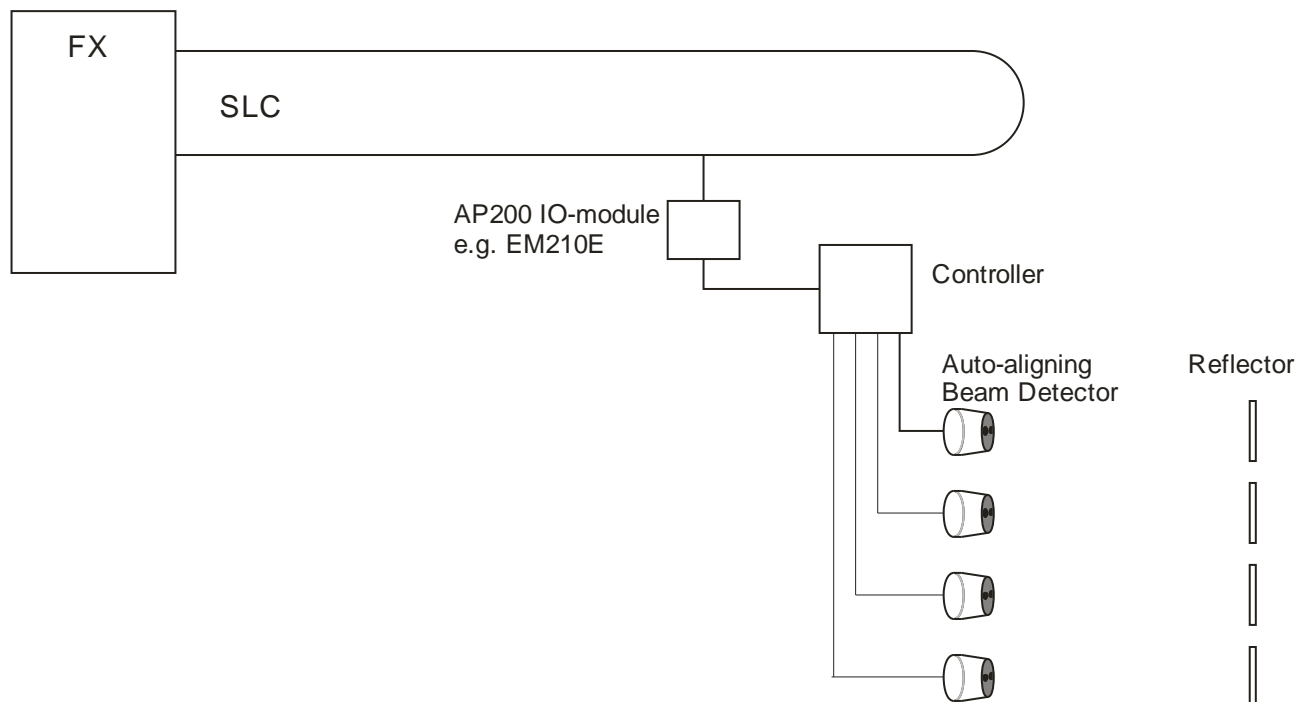 FX
SLC
AP200 IO-module
e.g. EM210E
Controller
Auto-aligning
Beam Detector
Reflector